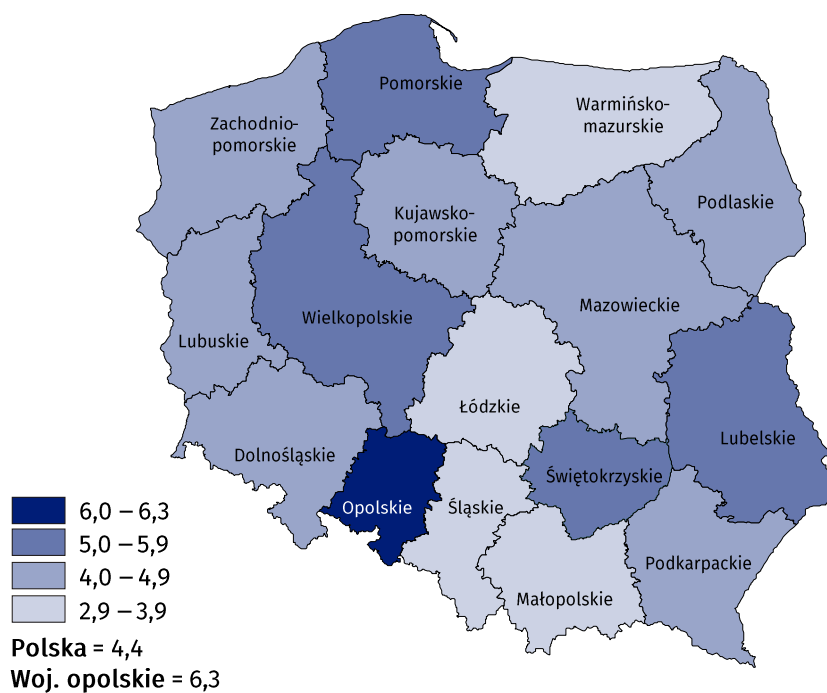 Pomorskie
Warmińsko-
mazurskie
Zachodnio-
pomorskie
Podlaskie
Kujawsko-
pomorskie
Mazowieckie
Wielkopolskie
Lubuskie
Łódzkie
Lubelskie
Dolnośląskie
Świętokrzyskie
Opolskie
Śląskie
Podkarpackie
Małopolskie
6,0 – 6,3
5,0 – 5,9
4,0 – 4,9
2,9 – 3,9
Polska = 4,4
Woj. opolskie = 6,3